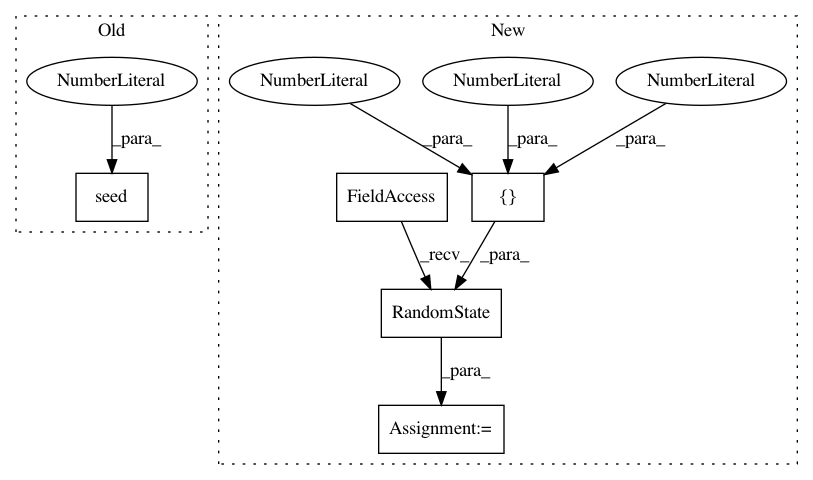 Old
New
NumberLiteral
NumberLiteral
NumberLiteral
NumberLiteral
_para_
_para_
_para_
_para_
seed
FieldAccess
{}
_recv_
_para_
RandomState
_para_
Assignment:=